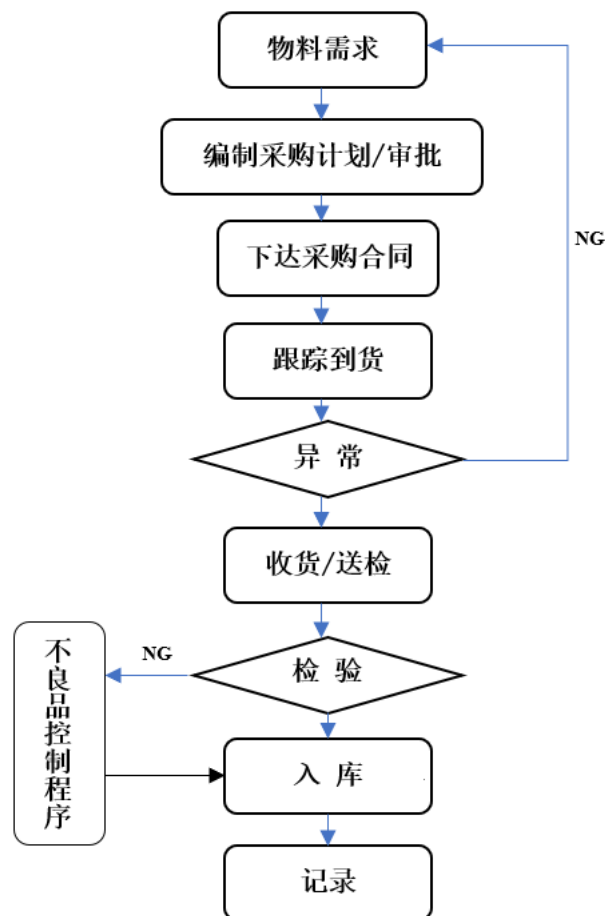 物料需求
编制采购计划/审批
下达采购合同
NG
跟踪到货
异 常
收货/送检
NG
检 验
不良品控制程序
入 库
记录